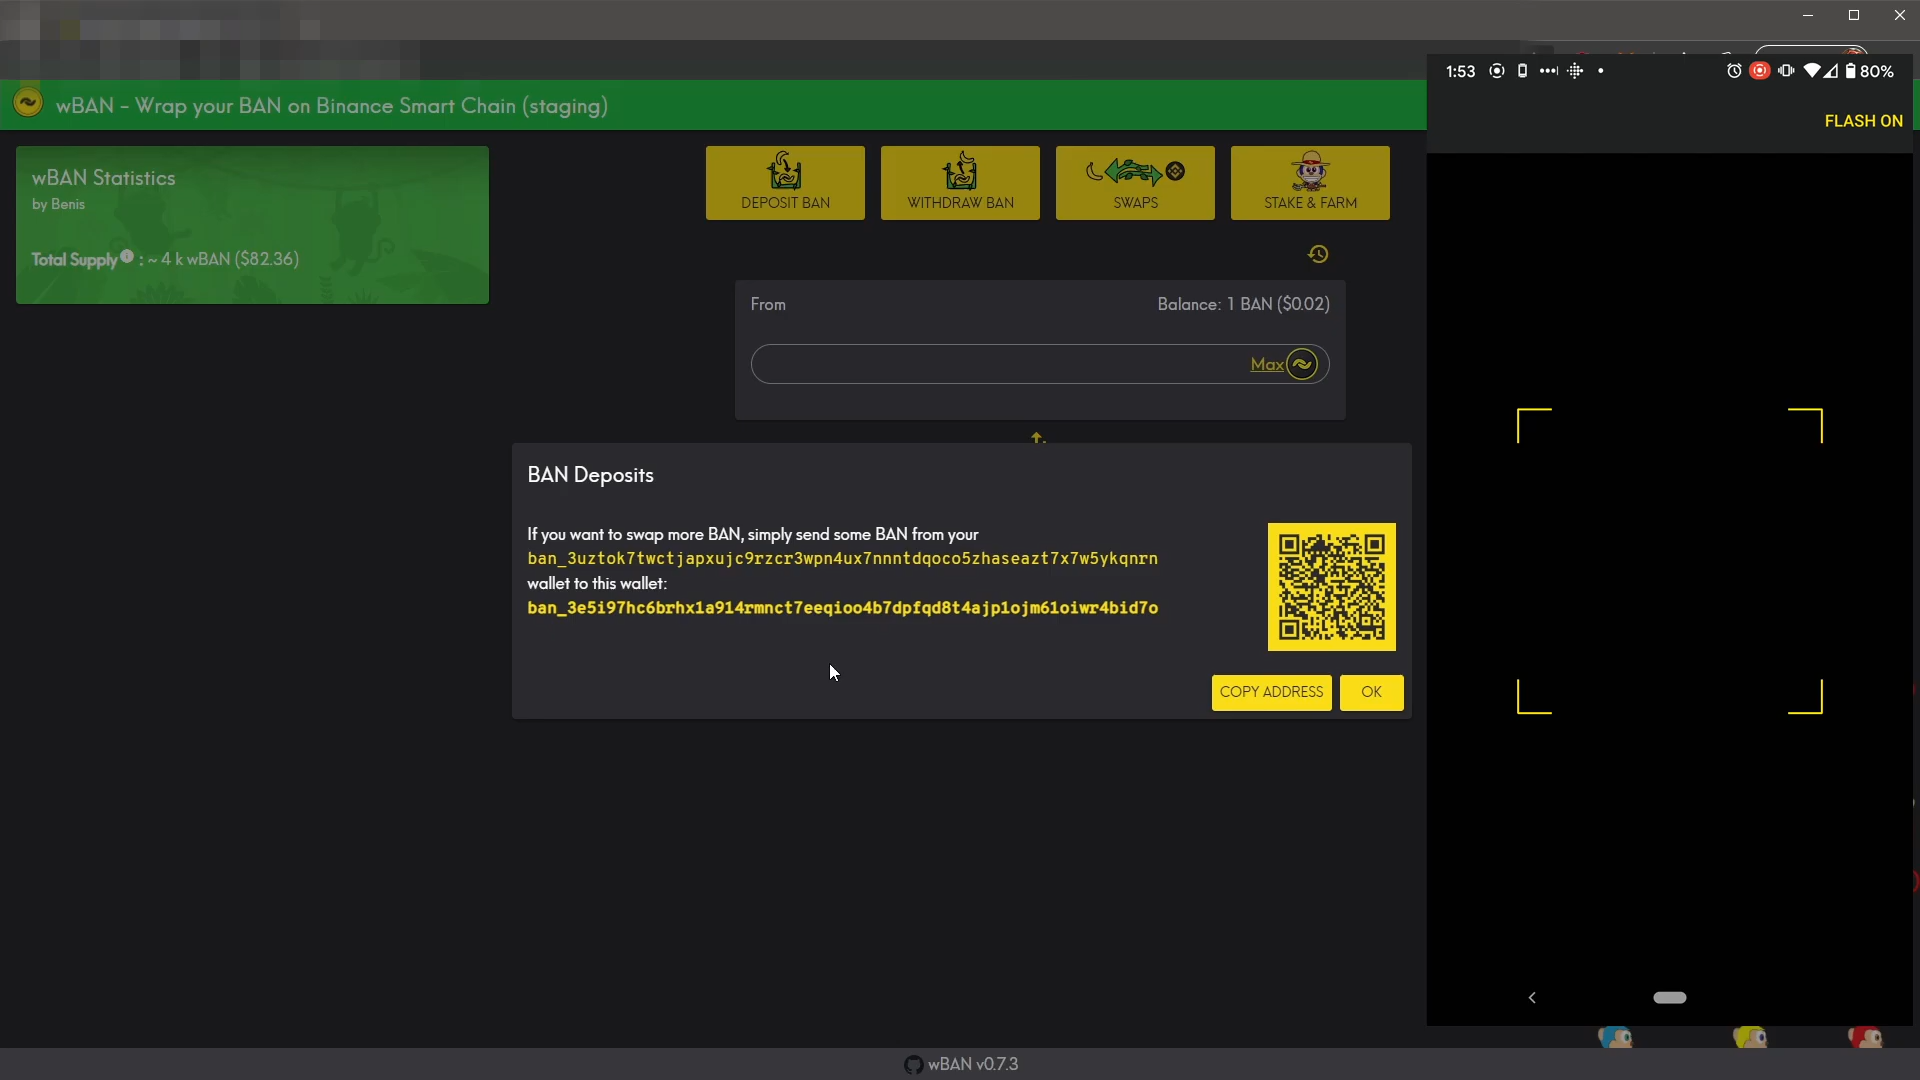 wBAN - Wrap your BAN on Binance Smart Chain (staging)
1:53
80%
FLASH ON
wBAN Statistics
by Benis
Total Supply : ~ 4 k wBAN ($82.36)
DEPOSIT BAN
WITHDRAW BAN
SWAPS
STAKE & FARM
From
Balance: 1 BAN ($0.02)
Max
BAN Deposits
If you want to swap more BAN, simply send some BAN from your
ban_3uztok7twctjapxujc9rzcr3wpn4ux7nnntdqoco5zhaseazt7x7w5ykqnrn
wallet to this wallet:
ban_3e5i97hc6brhx1a914rmnct7eeqioo4b7dpfqd8t4ajp1ojm61oiwr4bid7o
COPY ADDRESS
OK
wBAN v0.7.3